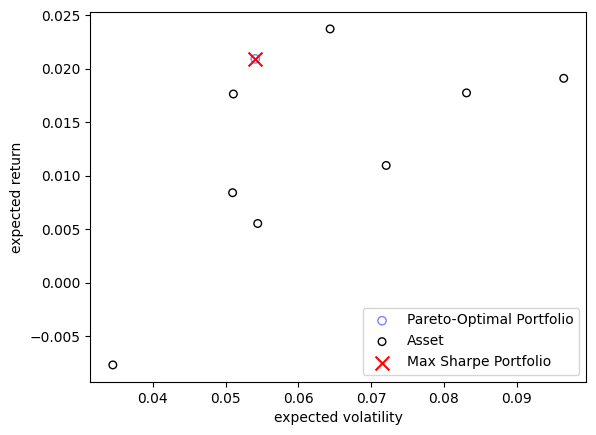 0.025
0.020
0.015
0.010
0.005
0.000
−0.005
expected return
Pareto-Optimal Portfolio
Asset
Max Sharpe Portfolio
0.04 0.05 0.06 0.07 0.08 0.09
expected volatility